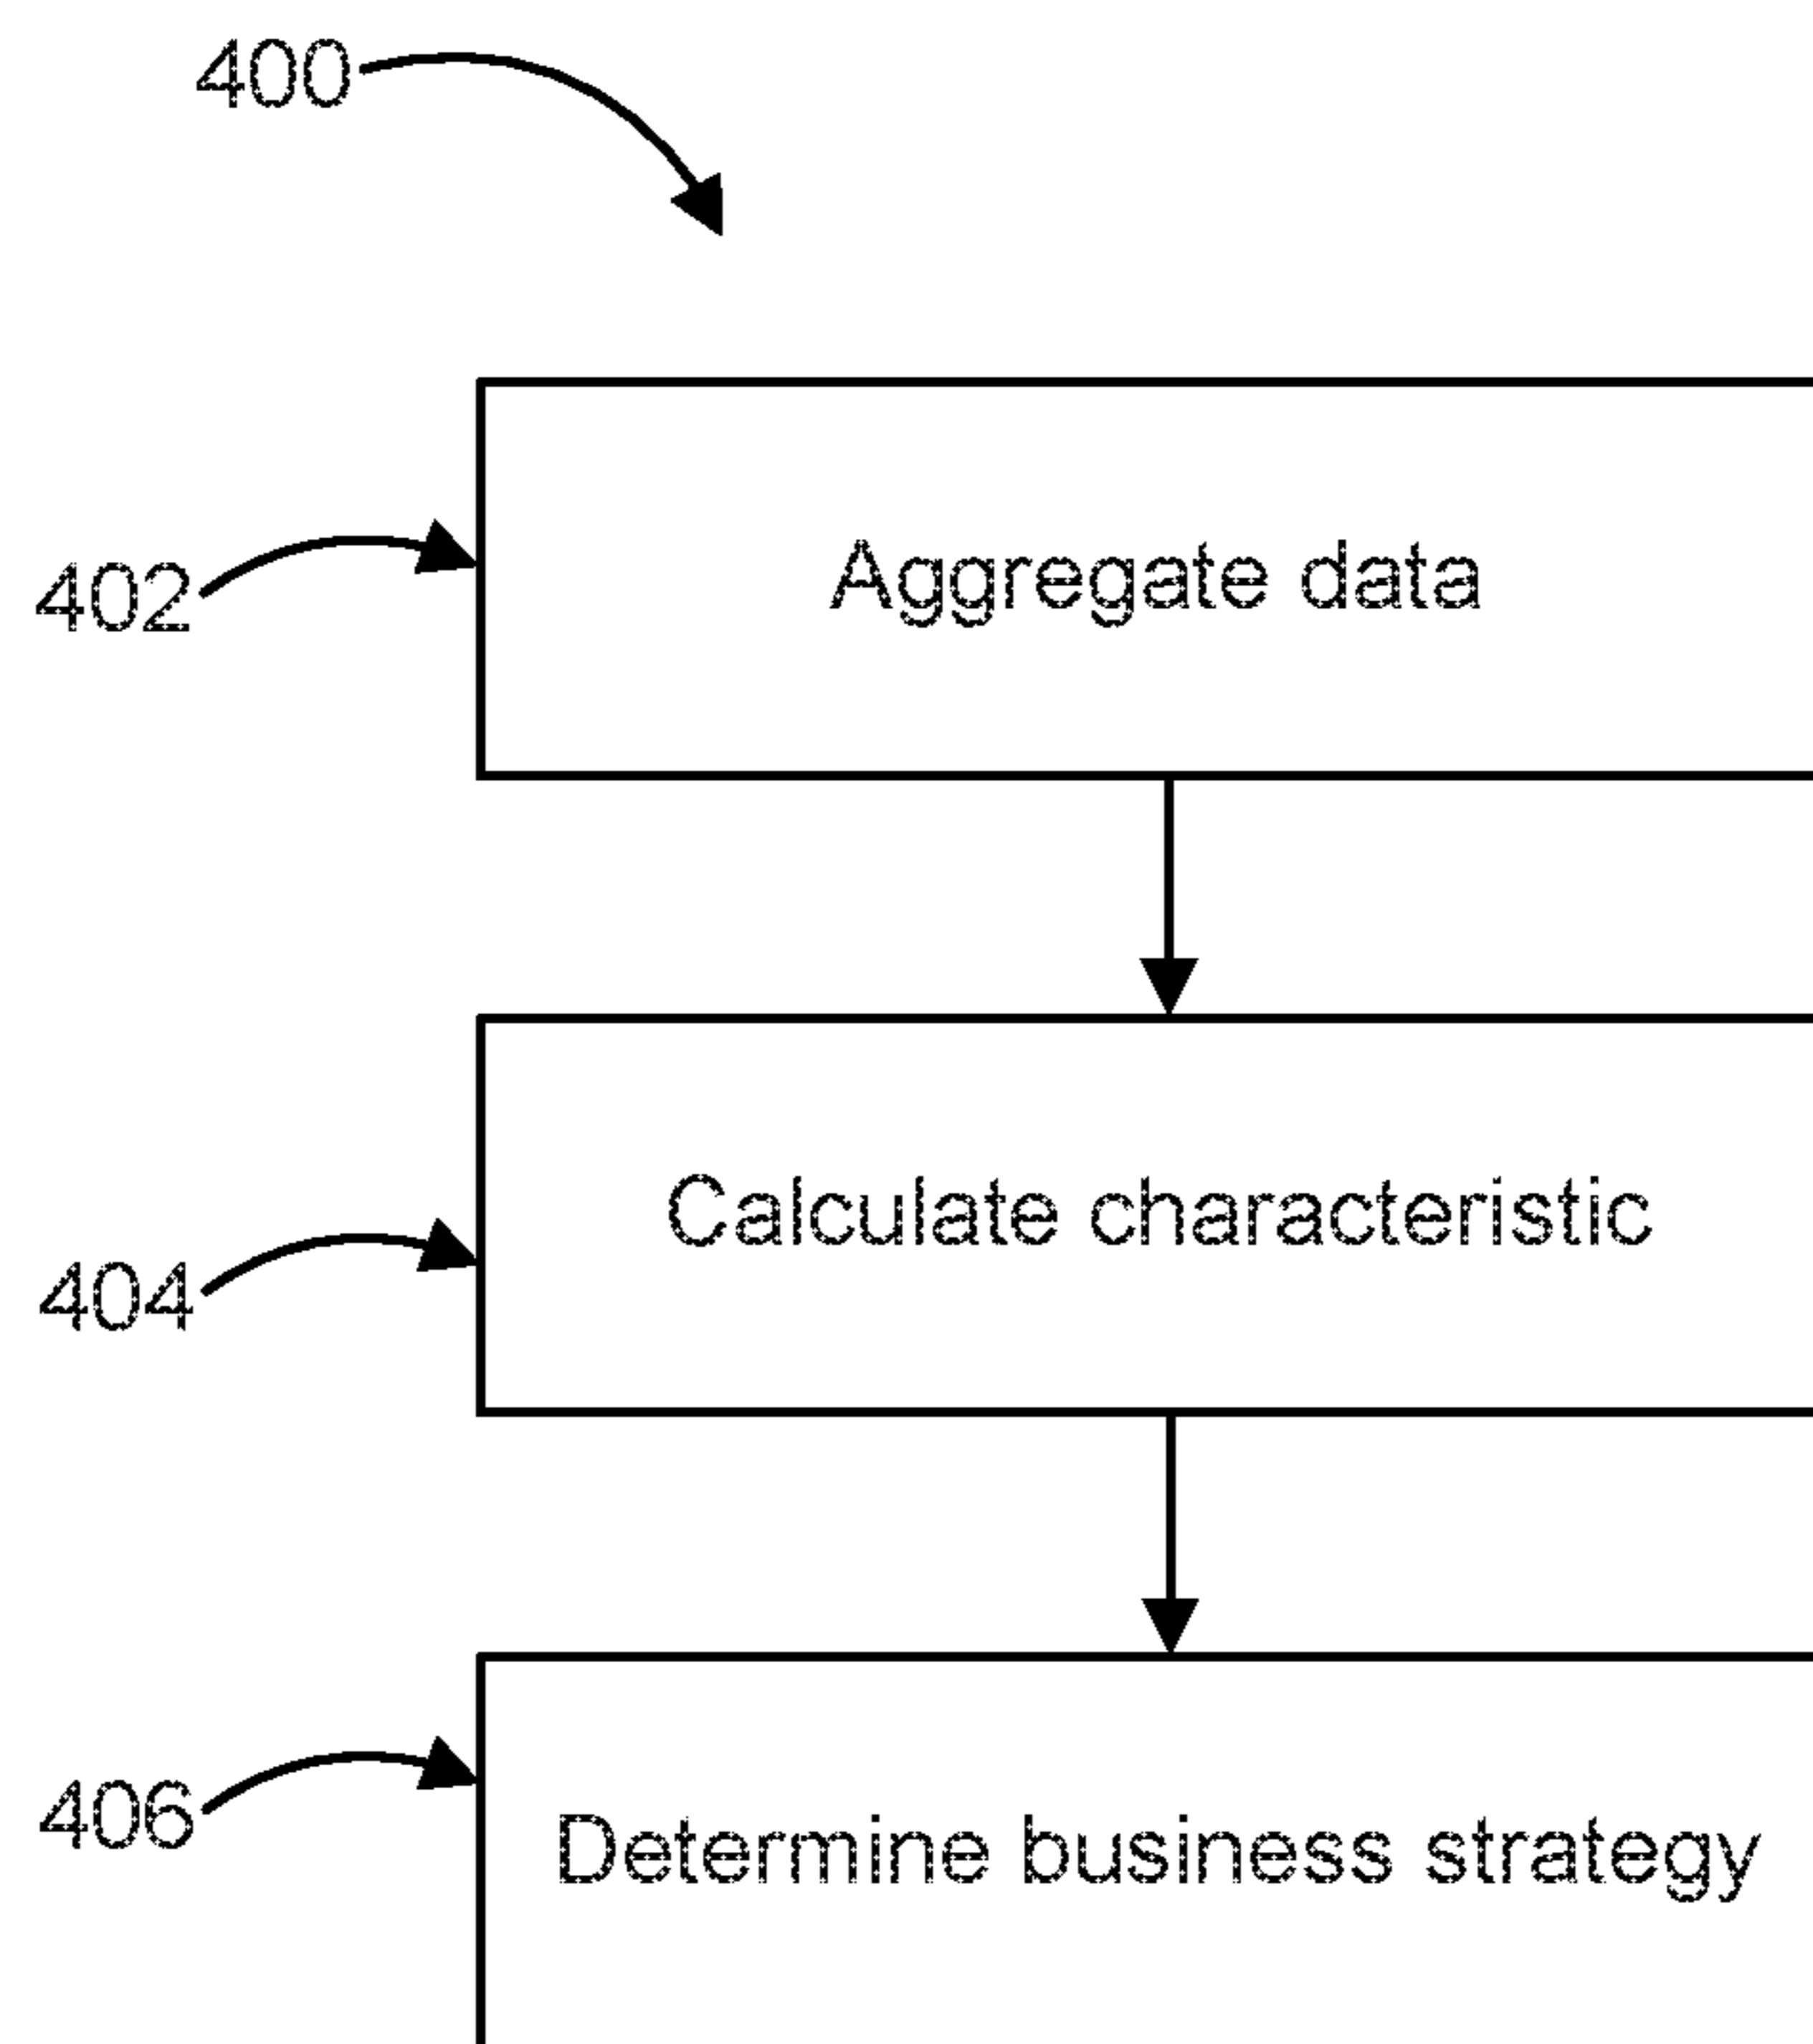 400
402
Aggregate data
404
Calculate characteristic
406
Determine business strategy